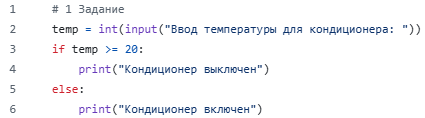 1 # 1 Задание
2 temp = int(input("Ввод температуры для кондиционера: "))
3 if temp >= 20:
4     print("Кондиционер выключен")
5 else:
6     print("Кондиционер включен")